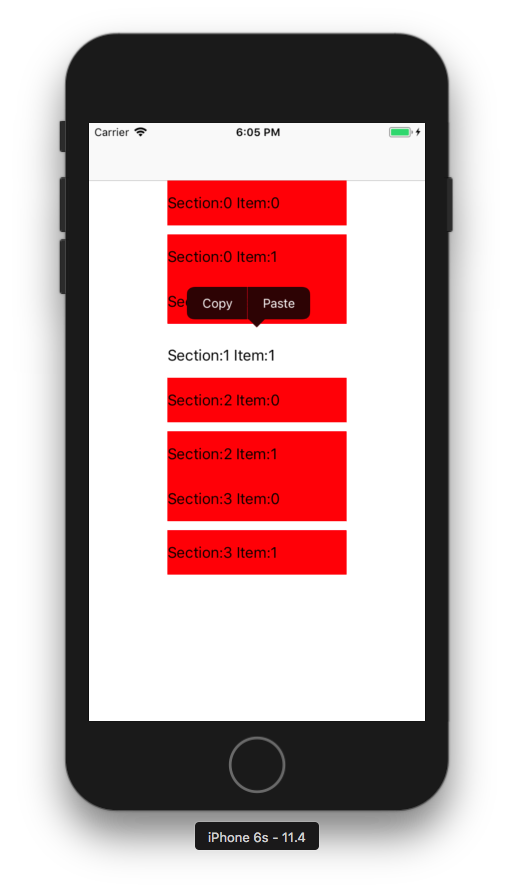 Carrier 6:05 PM
Section:0 Item:0
Section:0 Item:1
Copy Paste
Section:1 Item:1
Section:2 Item:0
Section:2 Item:1
Section:3 Item:0
Section:3 Item:1
iPhone 6s - 11.4